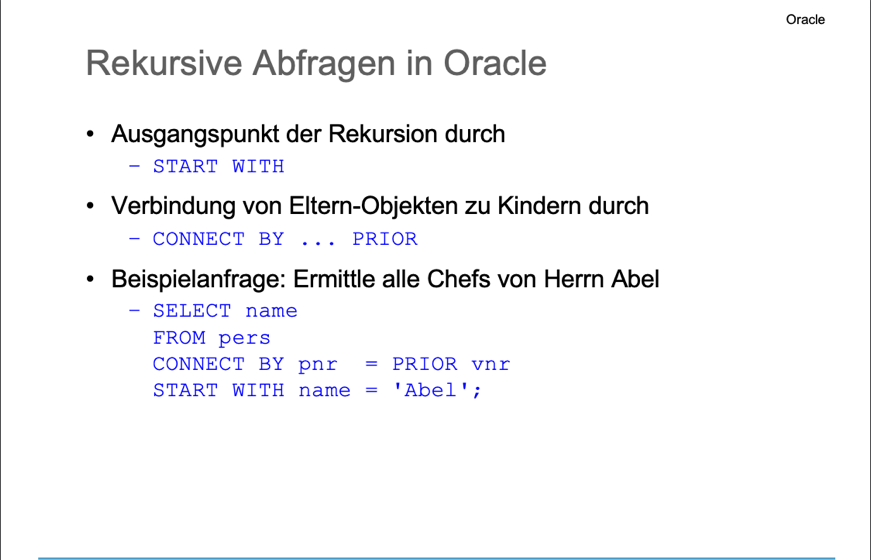 Oracle
Rekursive Abfragen in Oracle
• Ausgangspunkt der Rekursion durch
– START WITH
• Verbindung von Eltern-Objekten zu Kindern durch
– CONNECT BY ... PRIOR
• Beispielanfrage: Ermittle alle Chefs von Herrn Abel
– SELECT name
FROM pers
CONNECT BY pnr  = PRIOR vnr
START WITH name = 'Abel';